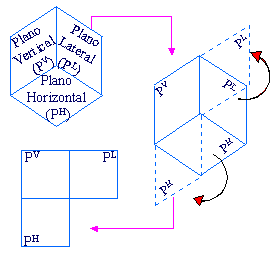 Plano
Vertical
(PV)
Plano
Lateral
(PL)
Plano
Horizontal
(PH)
PL
PV
PL
PH
PH
PV
PL
PH